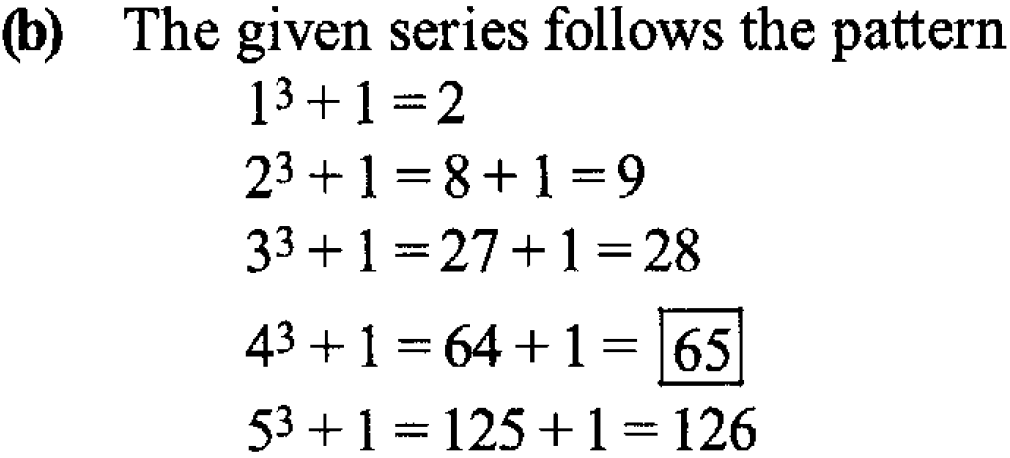 (b) The given series follows the pattern
1³ + 1 = 2
2³ + 1 = 8 + 1 = 9
3³ + 1 = 27 + 1 = 28
4³ + 1 = 64 + 1 = 65
5³ + 1 = 125 + 1 = 126